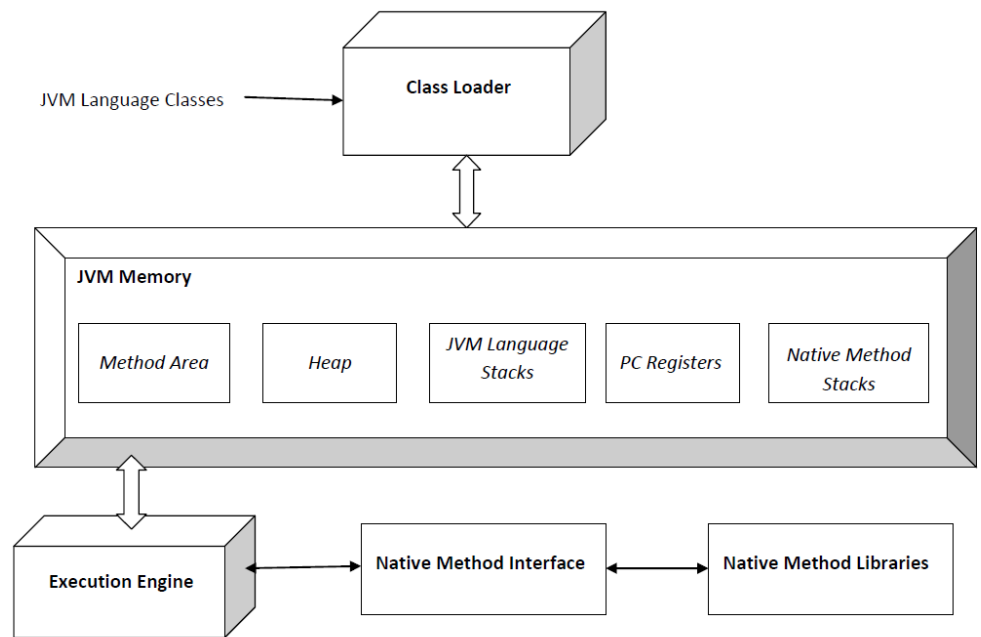 Class Loader
JVM Language Classes
JVM Memory
Method Area
Heap
JVM Language
Stacks
PC Registers
Native Method
Stacks
Execution Engine
Native Method Interface
Native Method Libraries